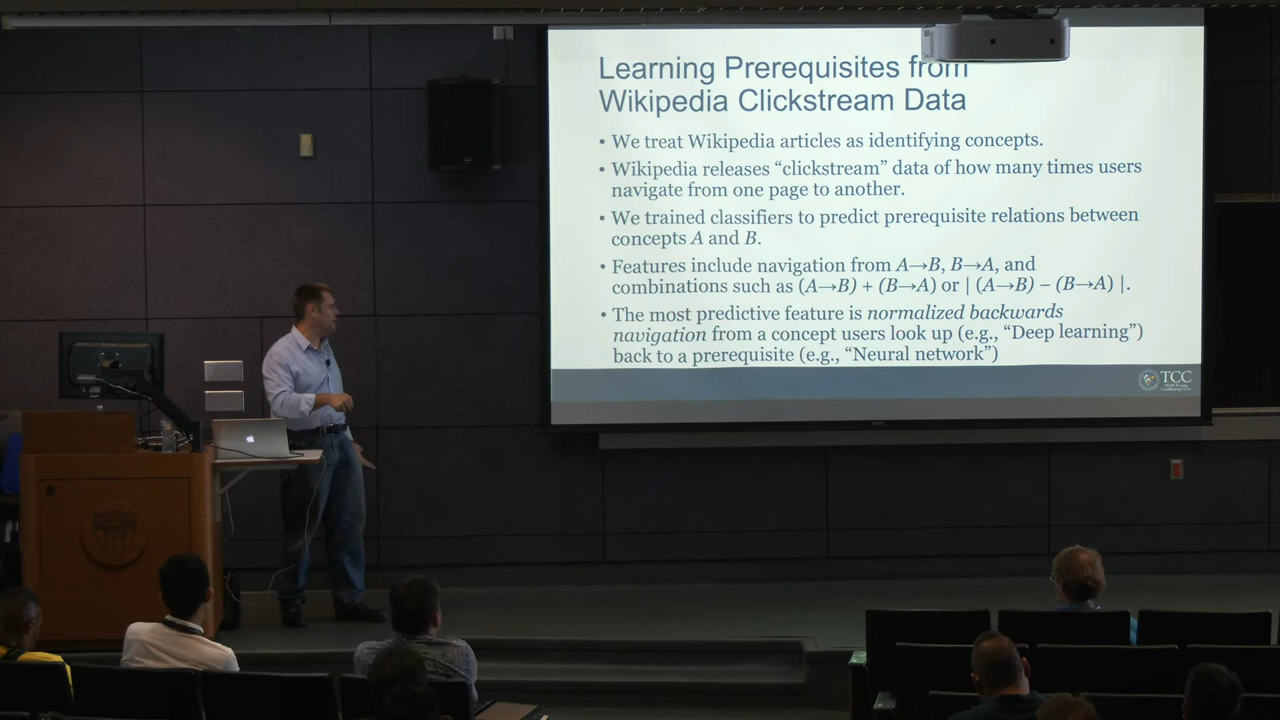 Learning Prerequisites from
Wikipedia Clickstream Data
• We treat Wikipedia articles as identifying concepts.
• Wikipedia releases “clickstream” data of how many times users
navigate from one page to another.
• We trained classifiers to predict prerequisite relations between
concepts A and B.
• Features include navigation from A→B, B→A, and
combinations such as (A→B) + (B→A) or | (A→B) − (B→A) |.
• The most predictive feature is normalized backwards
navigation from a concept users look up (e.g., “Deep learning”)
back to a prerequisite (e.g., “Neural network”)
TCC